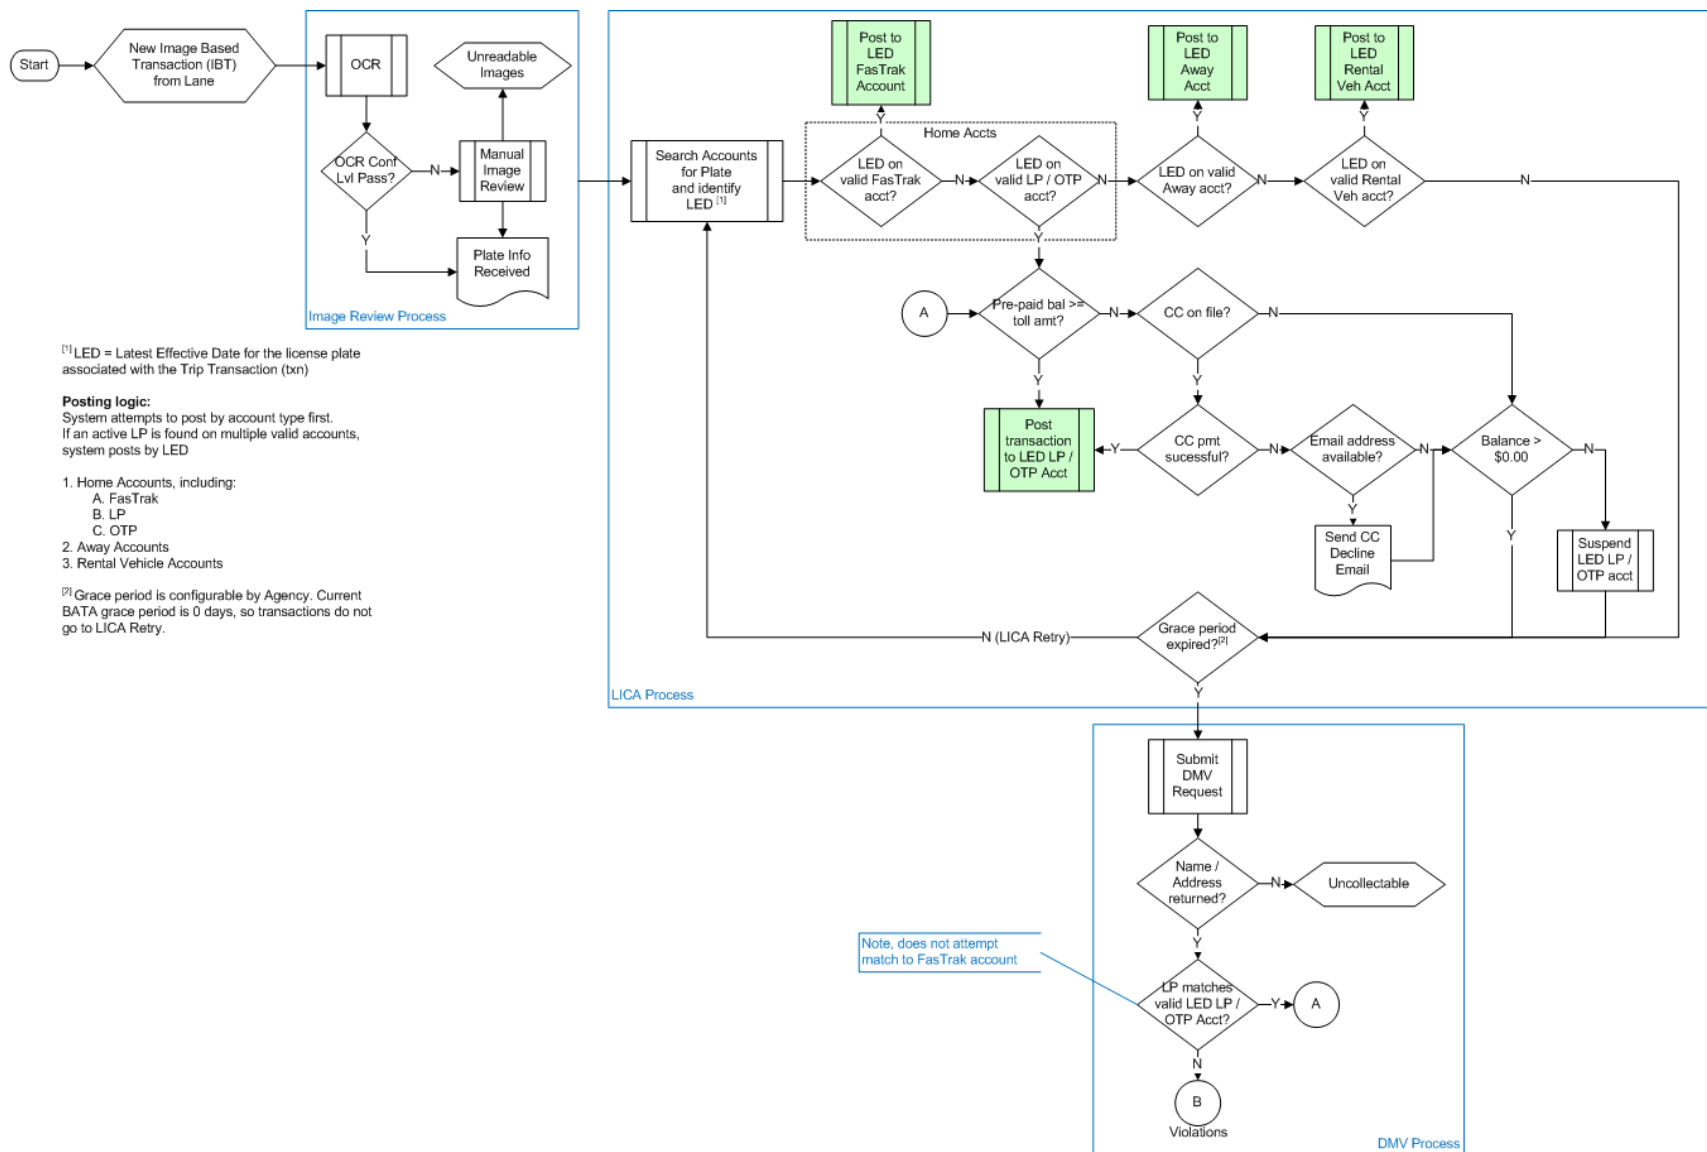 Start
New Image Based
Transaction (IBT)
from Lane
OCR
Unreadable
Images
OCR Conf
Lvl Pass?
N
Manual
Image
Review
Y
Plate Info
Received
Image Review Process
Search Accounts
for Plate
and identify
LED [1]
Post to
LED
FasTrak
Account
Y
Home Accts
LED on
valid FasTrak
acct?
N
LED on
valid LP / OTP
acct?
N
Y
Post to
LED
Away
Acct
Y
LED on valid
Away acct?
N
Post to
LED
Rental
Veh Acct
Y
LED on
valid Rental
Veh acct?
N
A
Pre-paid bal >=
toll amt?
N
Y
CC on file?
N
Y
Post
transaction
to LED LP /
OTP Acct
Y
CC pmt
sucessful?
N
Email address
available?
N
Y
Balance >
$0.00
N
Y
Send CC
Decline
Email
Suspend
LED LP /
OTP acct
Grace period
expired?[2]
N (LICA Retry)
Y
LICA Process
[1] LED = Latest Effective Date for the license plate
associated with the Trip Transaction (txn)
Posting logic:
System attempts to post by account type first.
If an active LP is found on multiple valid accounts,
system posts by LED
1. Home Accounts, including:
A. FasTrak
B. LP
C. OTP
2. Away Accounts
3. Rental Vehicle Accounts
[2] Grace period is configurable by Agency. Current
BATA grace period is 0 days, so transactions do not
go to LICA Retry.
Submit
DMV
Request
Name /
Address
returned?
N
Uncollectable
Y
Note, does not attempt
match to FasTrak account
LP matches
valid LED LP /
OTP Acct?
Y
A
N
B
Violations
DMV Process